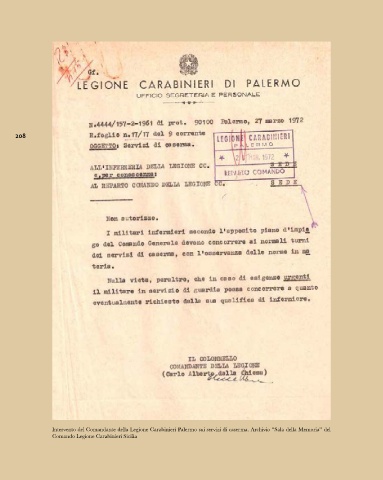 208
Gf.
LEGIONE CARABINIERI DI PALERMO
UFFICIO SEGRETERIA E PERSONALE
N.4444/157-2-1961 di prot. 90100 Palermo, 27 marzo 1972
R.foglio n.17/17 del 9 corrente
OGGETTO: Servizi di caserma.
LEGIONE CARABINIERI
PALERMO
1972
REPARTO COMANDO
ALL'INFERMERIA DELLA LEGIONE CC. SEDE
e,per conoscenza:
AL REPARTO COMANDO DELLA LEGIONE CC. SEDE
Non autorizzo.
I militari infermieri secondo l'apposito piano d'impie
go del Comando Generale devono concorrere ai normali turni
dei servizi di caserma, con l'osservanza delle norme in ma
teria.
Nulla vieta, peraltro, che in caso di esigenze urgenti
il militare in servizio di guardia possa concorrere a quanto
eventualmente richiesto dalla sua qualifica di infermiere.
IL COLONNELLO
COMANDANTE DELLA LEGIONE
(Carlo Alberto dalla Chiesa)
Intervento del Comandante della Legione Carabinieri Palermo sui servizi di caserma. Archivio "Sala della Memoria" del
Comando Legione Carabinieri Sicilia